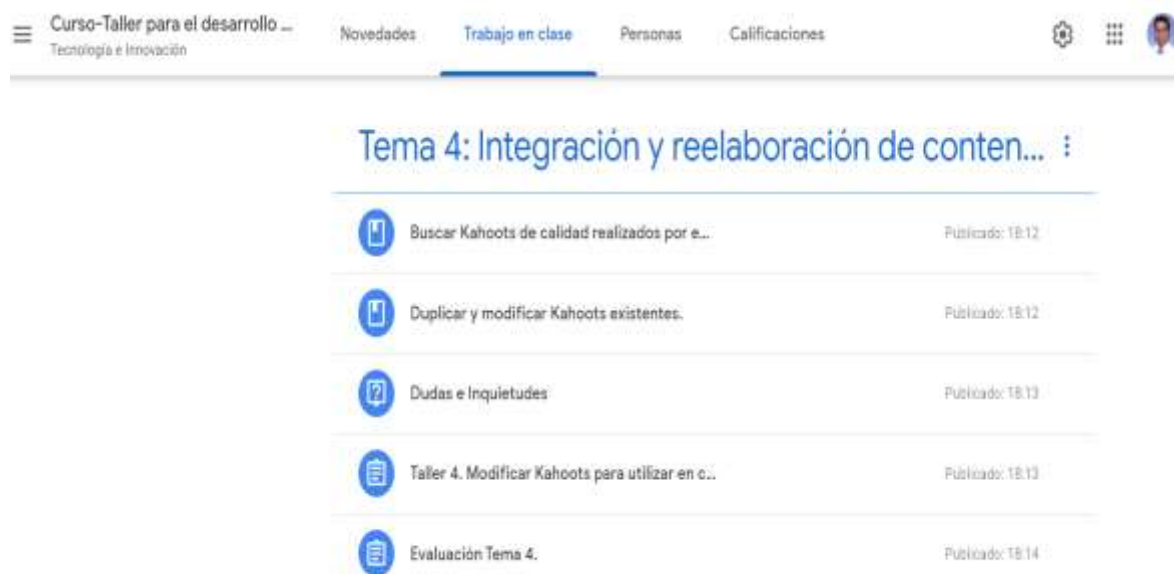 Curso-Taller para el desarrollo ...
Tecnología e Innovación
Novedades
Trabajo en clase
Personas
Calificaciones
Tema 4: Integración y reelaboración de conten...
Buscar Kahoots de calidad realizados por e...
Publicado: 18:12
Duplicar y modificar Kahoots existentes.
Publicado: 18:12
Dudas e Inquietudes
Publicado: 18:13
Taller 4. Modificar Kahoots para utilizar en c...
Publicado: 18:13
Evaluación Tema 4.
Publicado: 18:14